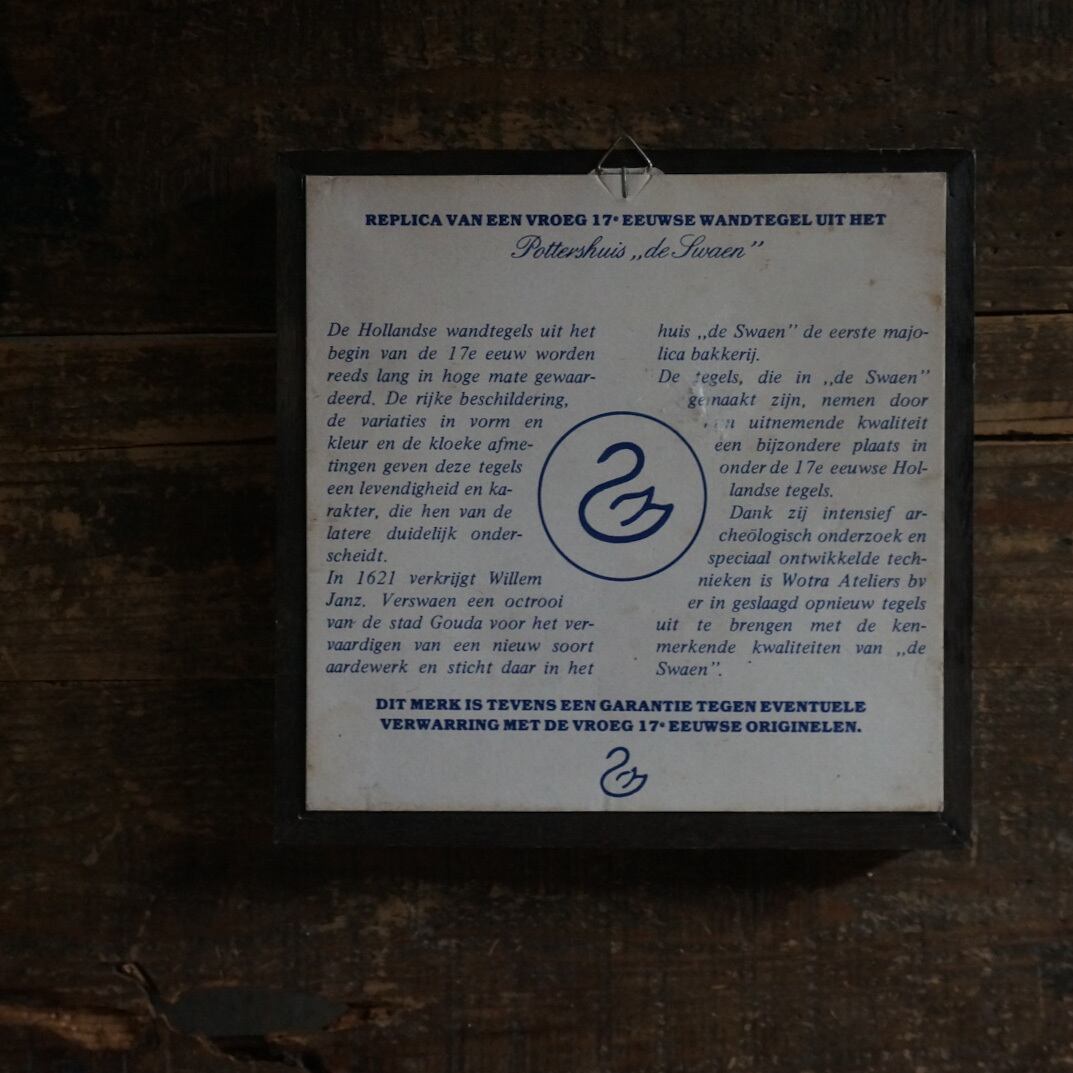 REPLICA VAN EEN VROEG 17e EEUWSE WANDTEGEL UIT HET
Pottershuis „de Swaen”
De Hollandse wandtegels uit het
begin van de 17e eeuw worden
reeds lang in hoge mate gewaar-
deerd. De rijke beschildering,
de variaties in vorm en
kleur en de kloeke afme-
tingen geven deze tegels
een levendigheid en ka-
rakter, die hen van de
latere duidelijk onder-
scheidt.
In 1621 verkrijgt Willem
Janz. Verswaen een octrooi
van de stad Gouda voor het ver-
vaardigen van een nieuw soort
aardewerk en sticht daar in het
huis „de Swaen” de eerste majo-
lica bakkerij.
De tegels, die in „de Swaen”
gemaakt zijn, nemen door
uitnemende kwaliteit
een bijzondere plaats in
onder de 17e eeuwse Hol-
landse tegels.
Dank zij intensief ar-
cheölogisch onderzoek en
speciaal ontwikkelde tech-
nieken is Wotra Ateliers bv
er in geslaagd opnieuw tegels
uit te brengen met de ken-
merkende kwaliteiten van „de
Swaen”.
DIT MERK IS TEVENS EEN GARANTIE TEGEN EVENTUELE
VERWARRING MET DE VROEG 17e EEUWSE ORIGINELEN.